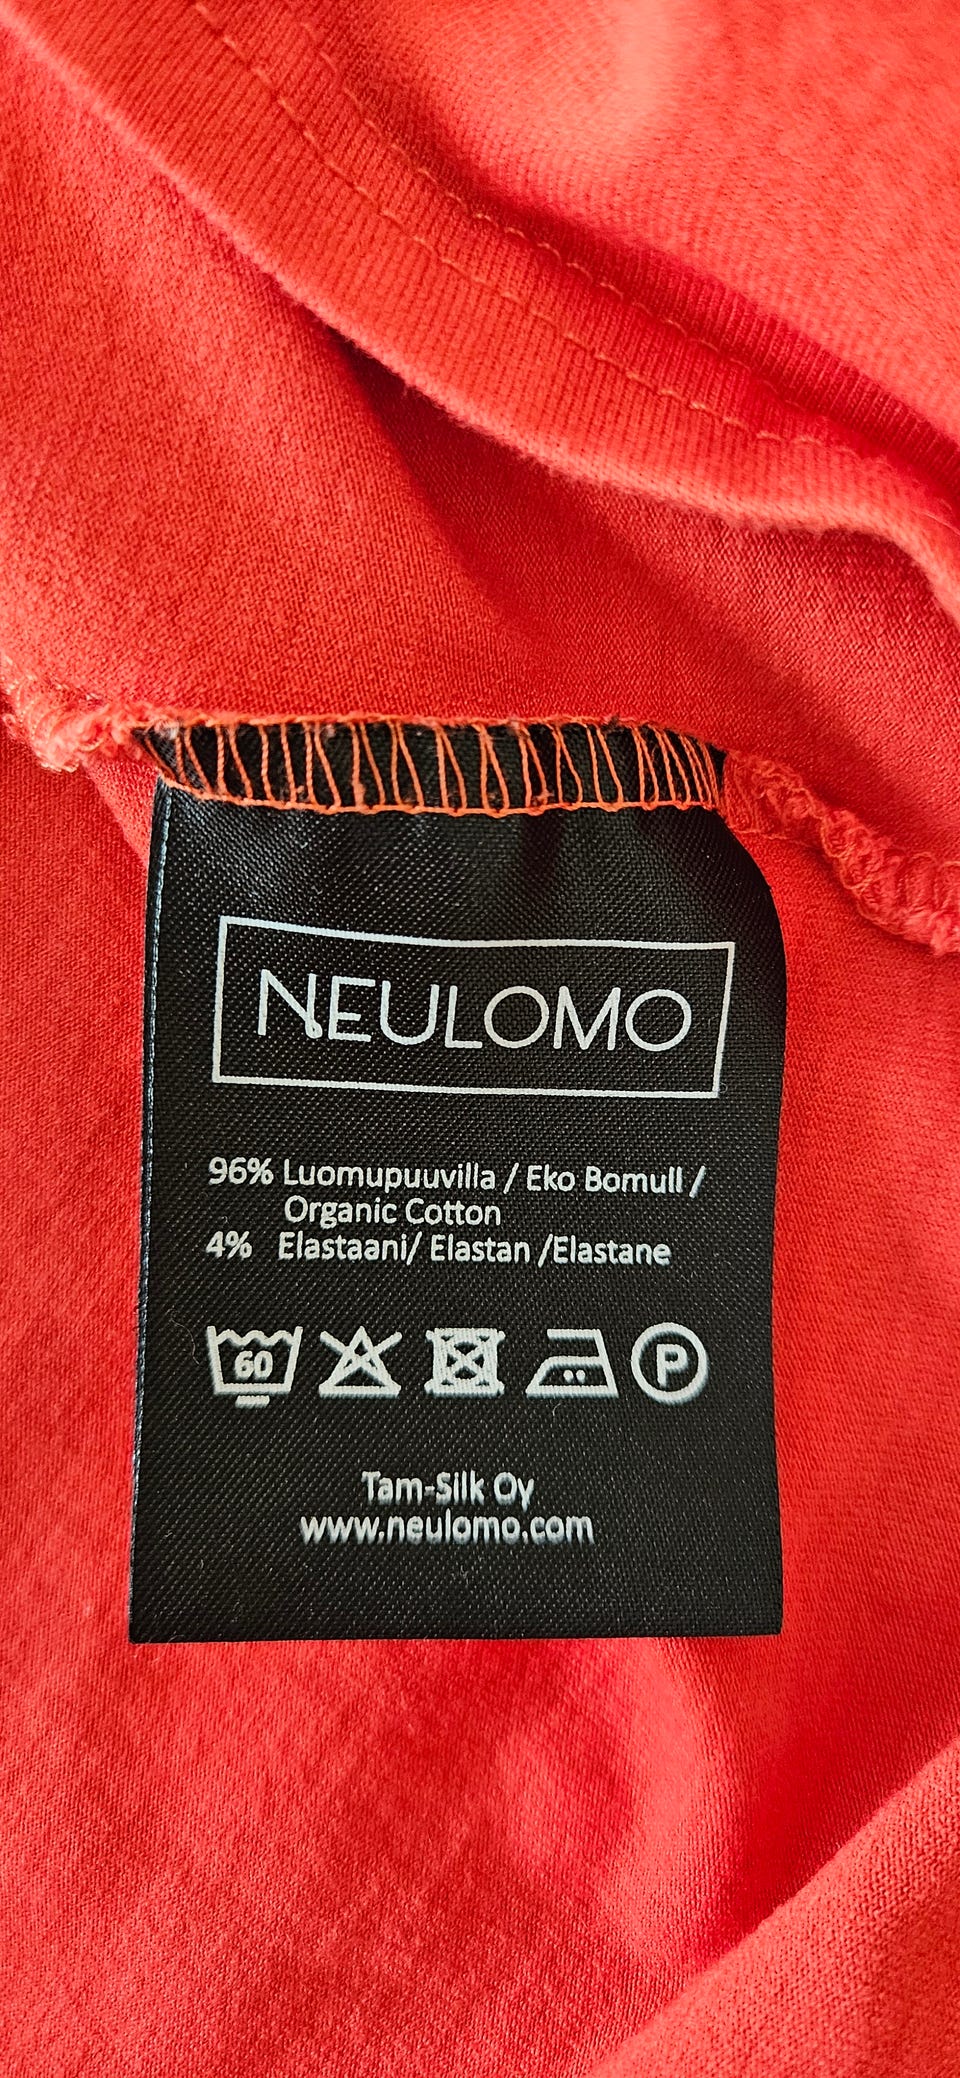 NEULOMO
96% Luomupuuvilla / Eko Bomull /
Organic Cotton
4% Elastaani/ Elastan /Elastane
60
P
Tam-Silk Oy
www.neulomo.com